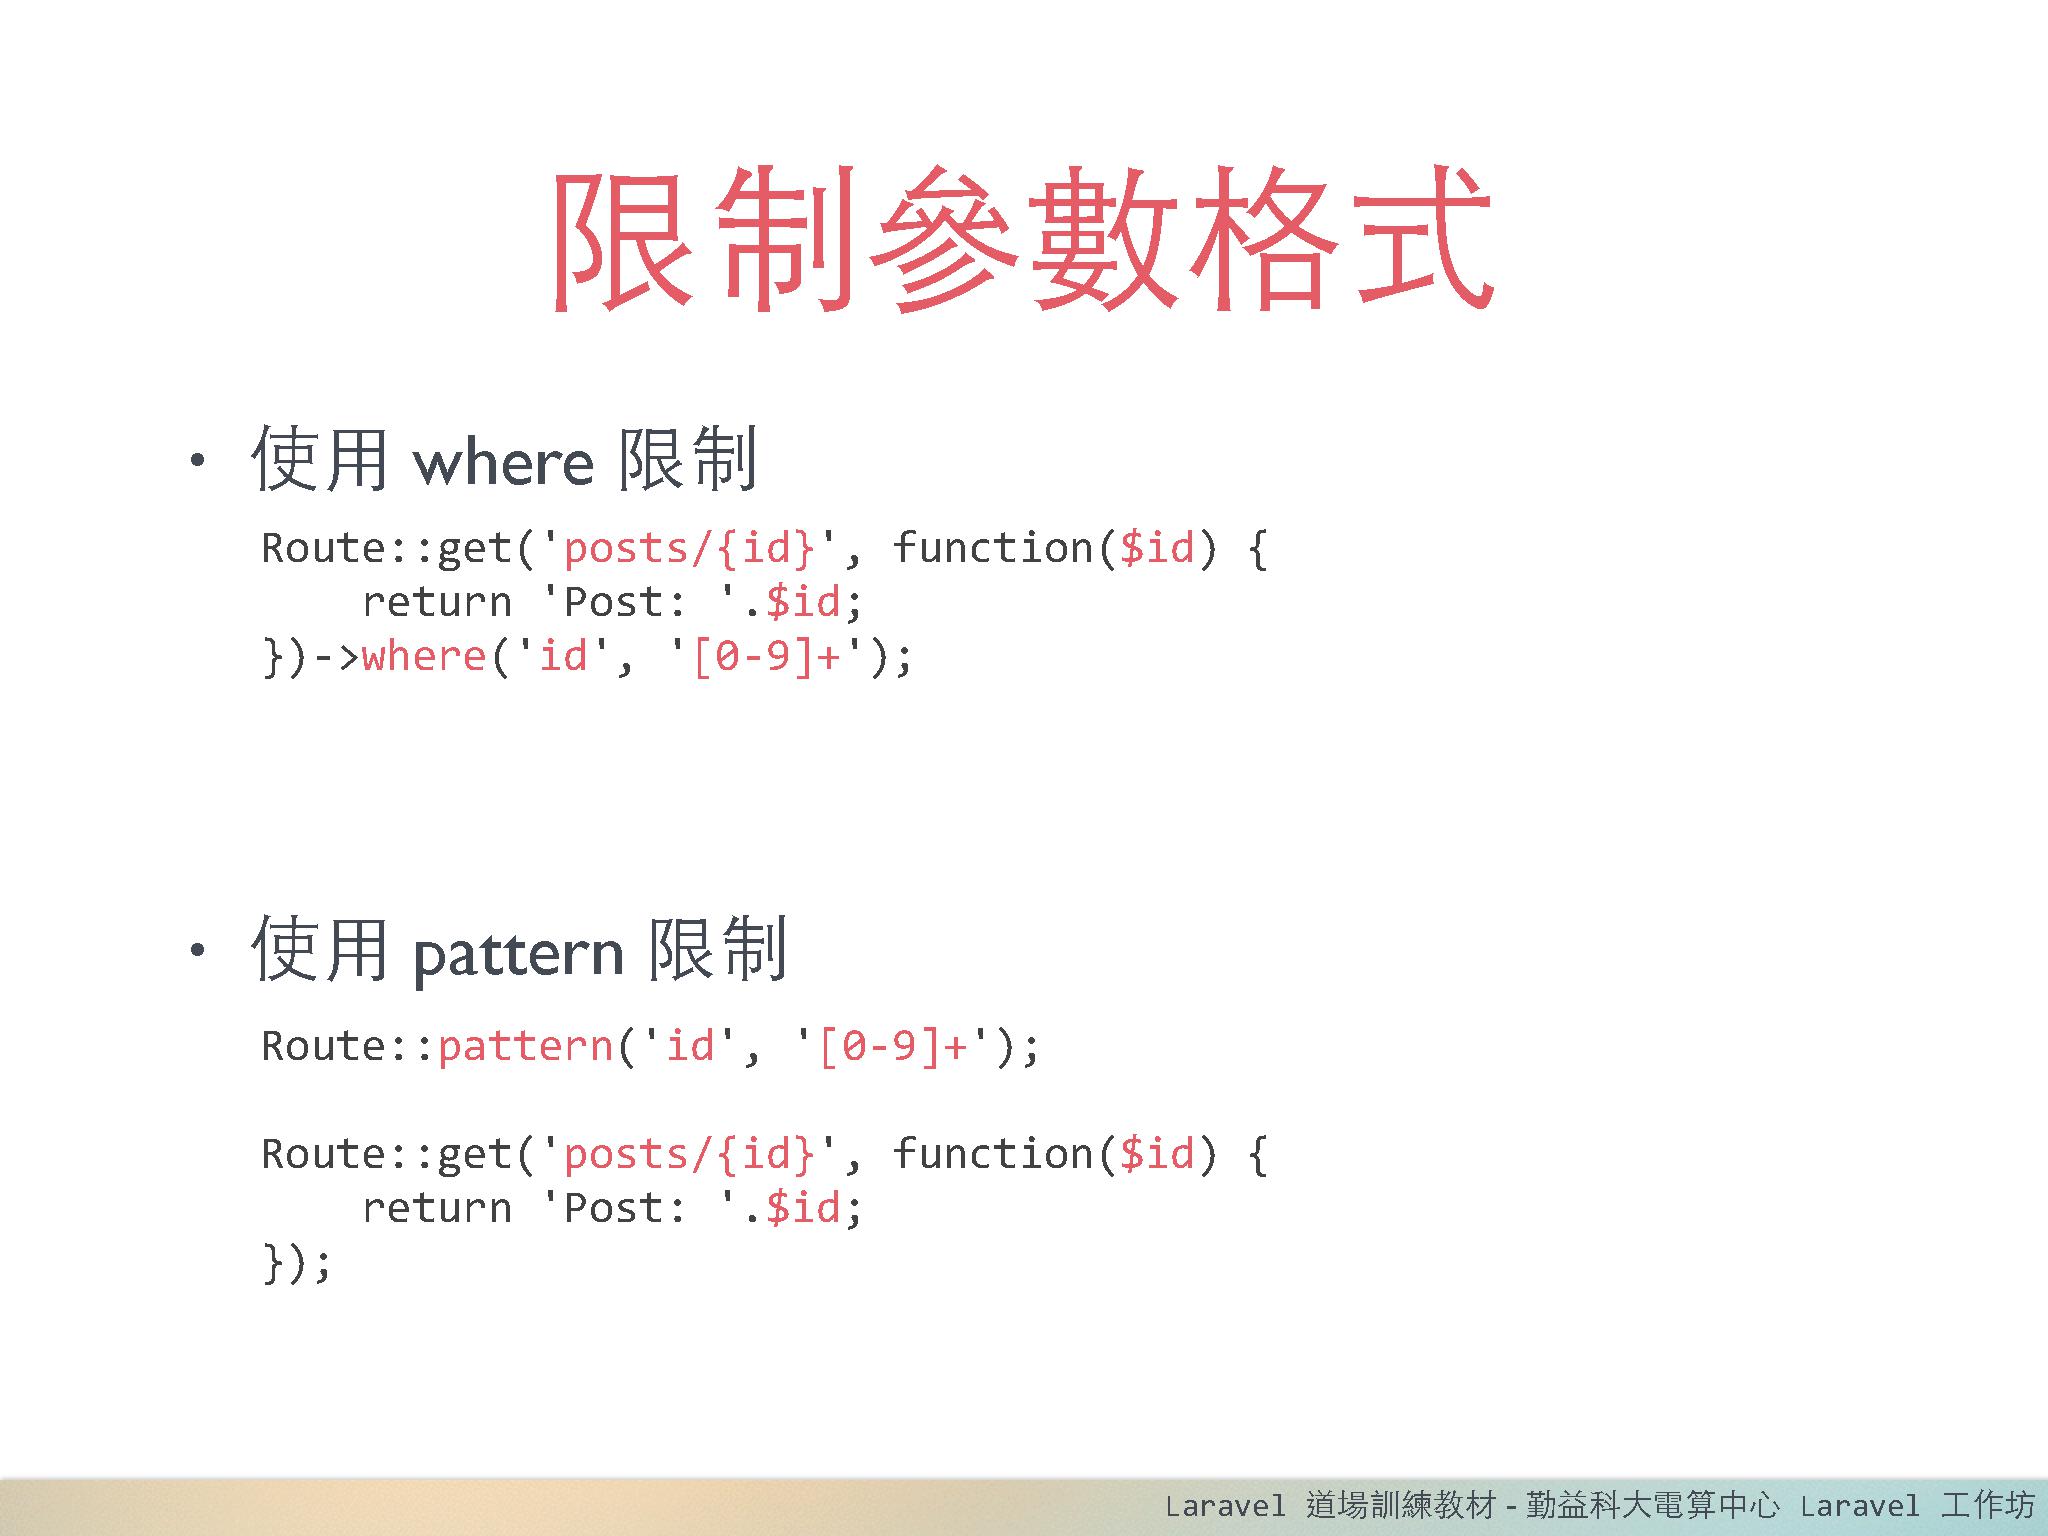 限制參數格式
• 使用 where 限制
Route::get('posts/{id}', function($id) {
    return 'Post: '.$id;
})->where('id', '[0-9]+');
• 使用 pattern 限制
Route::pattern('id', '[0-9]+');
Route::get('posts/{id}', function($id) {
    return 'Post: '.$id;
});
Laravel 道場訓練教材 - 勤益科大電算中心 Laravel 工作坊